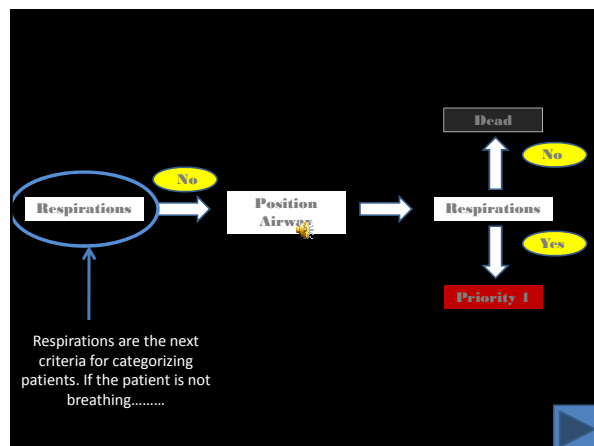 Dead
No
No
Respirations
Position
Airway
Respirations
Yes
Priority 1
Respirations are the next
criteria for categorizing
patients. If the patient is not
breathing………